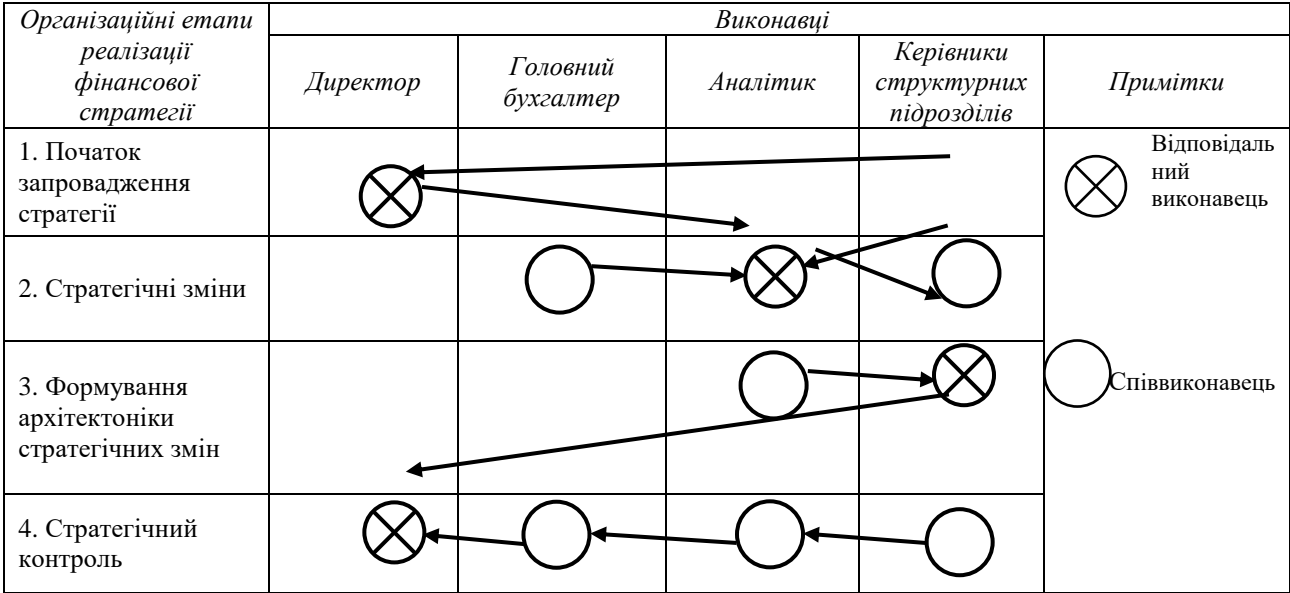 Організаційні етапи
реалізації
фінансової
стратегії
Виконавці
Директор
Головний
бухгалтер
Аналітик
Керівники
структурних
підрозділів
Примітки
1. Початок
запровадження
стратегії
Відповідаль
ний
виконавець
2. Стратегічні зміни
3. Формування
архітектоніки
стратегічних змін
Співвиконавець
4. Стратегічний
контроль